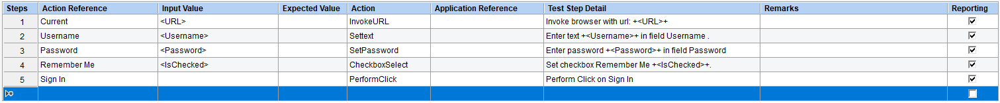 Steps Action Reference Input Value Expected Value Action Application Reference Test Step Detail Remarks Reporting
1 Current <URL> InvokeURL Invoke browser with url: +<URL>+
2 Username <Username> Settext Enter text +<Username>+ in field Username .
3 Password <Password> SetPassword Enter password +<Password>+ in field Password
4 Remember Me <IsChecked> CheckboxSelect Set checkbox Remember Me +<IsChecked>+.
5 Sign In PerformClick Perform Click on Sign In